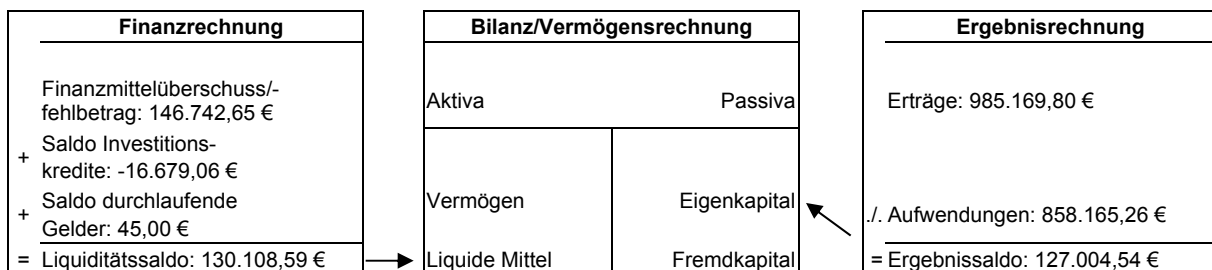 Finanzrechnung
Finanzmittelüberschuss/-
fehlbetrag: 146.742,65 €
+ Saldo Investitions-
kredite: -16.679,06 €
+ Saldo durchlaufende
Gelder: 45,00 €
= Liquiditätssaldo: 130.108,59 €
Bilanz/Vermögensrechnung
Aktiva Passiva
Vermögen Eigenkapital
Liquide Mittel Fremdkapital
Ergebnisrechnung
Erträge: 985.169,80 €
./. Aufwendungen: 858.165,26 €
= Ergebnissaldo: 127.004,54 €